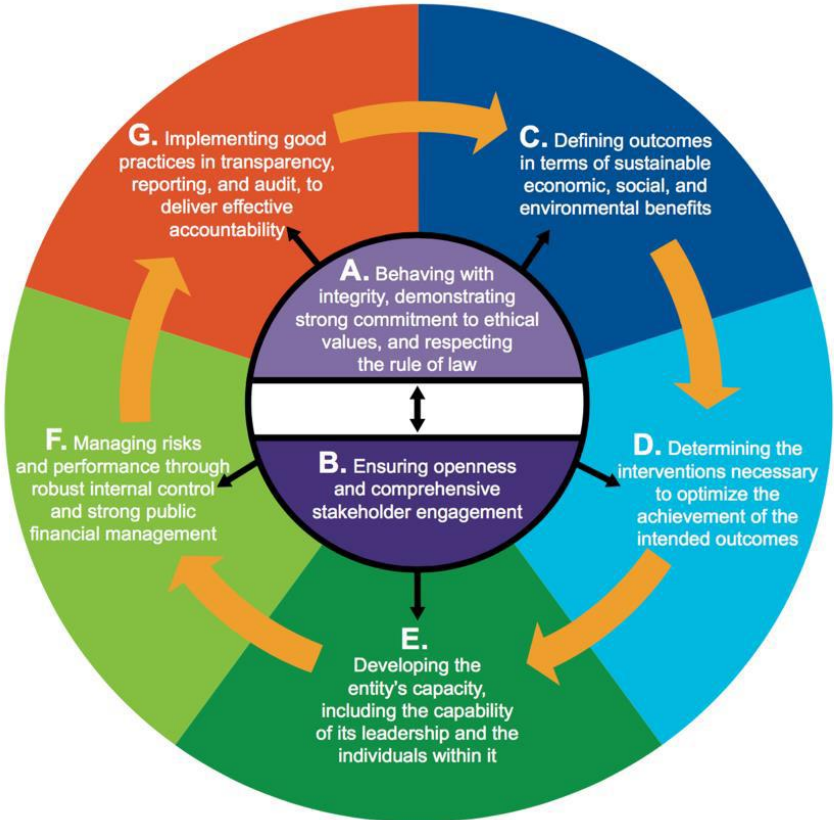 A. Behaving with
integrity, demonstrating
strong commitment to ethical
values, and respecting
the rule of law
B. Ensuring openness
and comprehensive
stakeholder engagement
C. Defining outcomes
in terms of sustainable
economic, social, and
environmental benefits
D. Determining the
interventions necessary
to optimize the
achievement of the
intended outcomes
E.
Developing the
entity's capacity,
including the capability
of its leadership and the
individuals within it
F. Managing risks
and performance through
robust internal control
and strong public
financial management
G. Implementing good
practices in transparency,
reporting, and audit, to
deliver effective
accountability